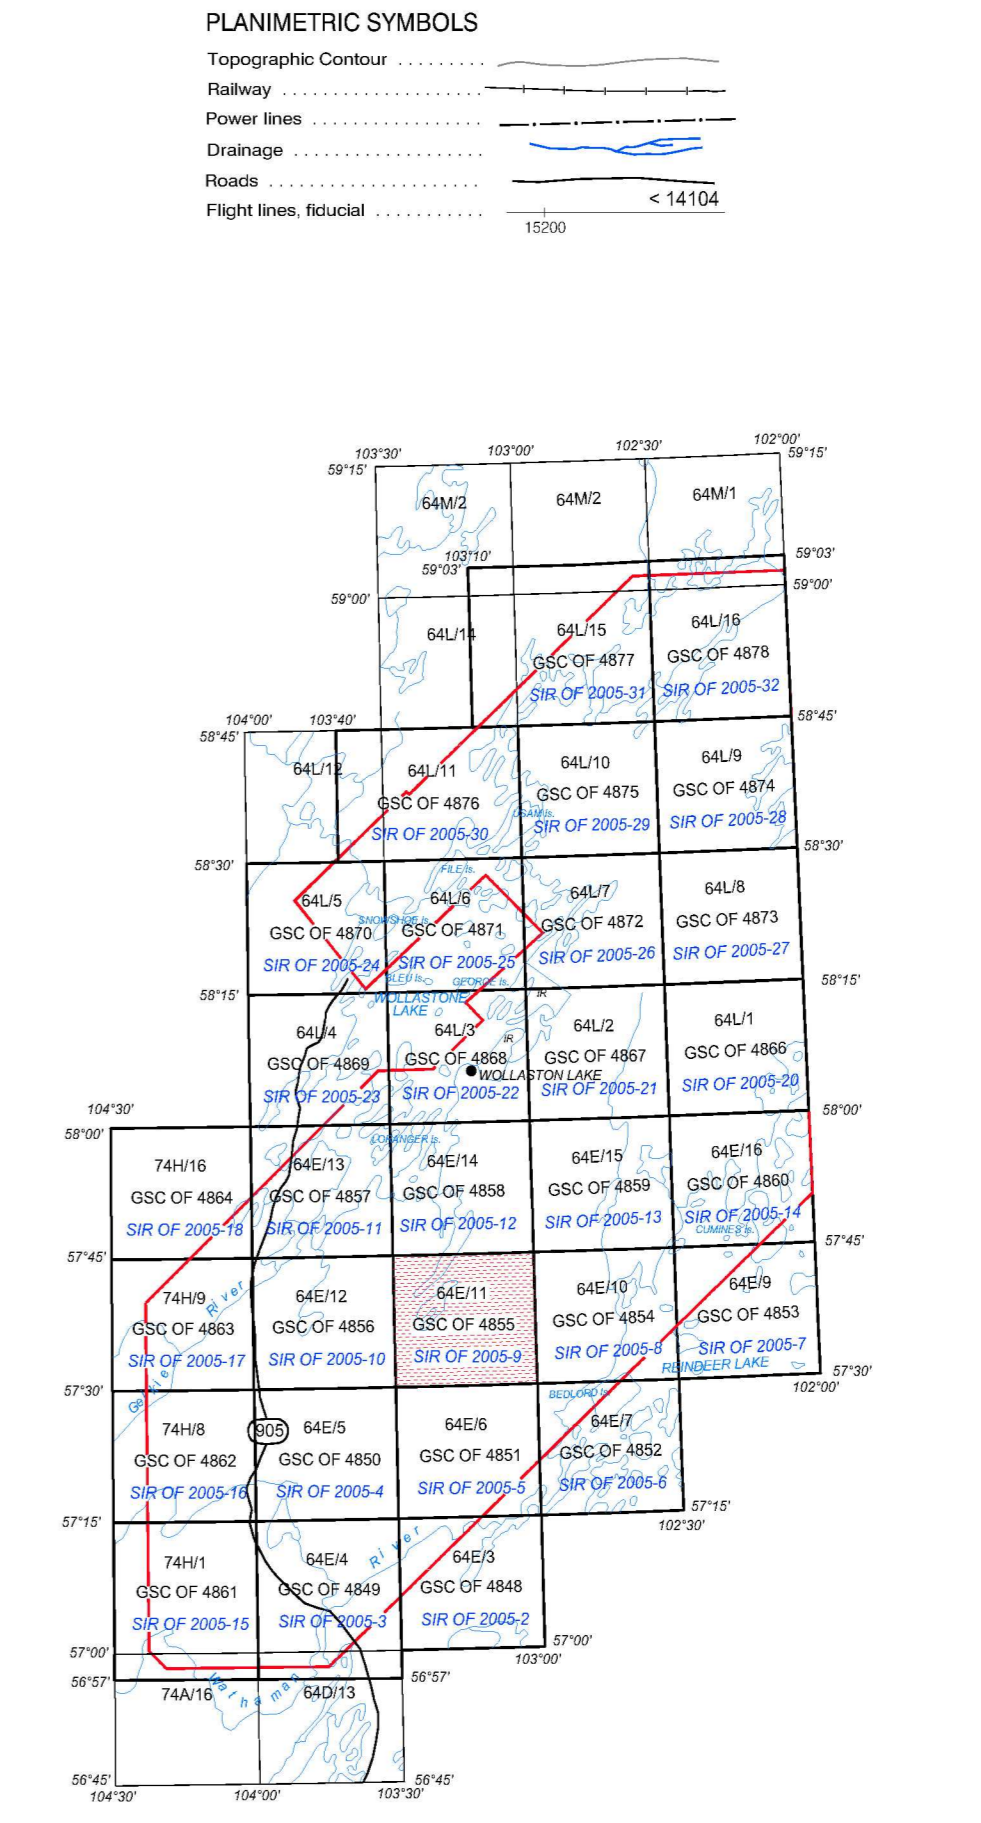 PLANIMETRIC SYMBOLS
Topographic Contour . . . . . . . . .
Railway . . . . . . . . . . . . . . . . . . .
Power lines . . . . . . . . . . . . . . . .
Drainage . . . . . . . . . . . . . . . . . .
Roads . . . . . . . . . . . . . . . . . . . .
< 14104
Flight lines, fiducial . . . . . . . . . . .
15200
103°30' 103°00' 102°30' 102°00'
59°15' 59°15'
64M/2 64M/2 64M/1
103°10'
59°03' 59°03'
59°00' 59°00'
64L/14 64L/15 64L/16
GSC OF 4877 GSC OF 4878
SIR OF 2005-31 SIR OF 2005-32
104°00' 103°40' 58°45'
58°45'
64L/12 64L/11 64L/10 64L/9
GSC OF 4876 GSC OF 4875 GSC OF 4874
USAM Is.
SIR OF 2005-30 SIR OF 2005-29 SIR OF 2005-28
58°30' 58°30'
FILE Is.
64L/5 64L/6 64L/7 64L/8
SNOWSHOE Is.
GSC OF 4870 GSC OF 4871 GSC OF 4872 GSC OF 4873
SIR OF 2005-24 SIR OF 2005-25 SIR OF 2005-26 SIR OF 2005-27
BLEU Is. GEORGE Is.
58°15' 58°15'
WOLLASTONE
LAKE
IR
64L/4 64L/3 64L/2 64L/1
IR
GSC OF 4869 GSC OF 4868 GSC OF 4867 GSC OF 4866
WOLLASTON LAKE
SIR OF 2005-23 SIR OF 2005-22 SIR OF 2005-21 SIR OF 2005-20
104°30' 58°00'
58°00'
LORANGER Is.
74H/16 64E/13 64E/14 64E/15 64E/16
GSC OF 4864 GSC OF 4857 GSC OF 4858 GSC OF 4859 GSC OF 4860
SIR OF 2005-18 SIR OF 2005-11 SIR OF 2005-12 SIR OF 2005-13 SIR OF 2005-14
CUMINES Is.
57°45' 57°45'
River
74H/9 64E/12 64E/11 64E/10 64E/9
GSC OF 4863 GSC OF 4856 GSC OF 4855 GSC OF 4854 GSC OF 4853
SIR OF 2005-17 SIR OF 2005-10 SIR OF 2005-9 SIR OF 2005-8 SIR OF 2005-7
REINDEER LAKE
57°30' 57°30'
102°00'
BEDLORD Is.
74H/8 905 64E/5 64E/6 64E/7
GSC OF 4862 GSC OF 4850 GSC OF 4851 GSC OF 4852
SIR OF 2005-16 SIR OF 2005-4 SIR OF 2005-5 SIR OF 2005-6
57°15' 57°15'
102°30'
River
74H/1 64E/4 64E/3
GSC OF 4861 GSC OF 4849 GSC OF 4848
SIR OF 2005-15 SIR OF 2005-3 SIR OF 2005-2
57°00' 57°00'
103°00'
56°57' 56°57'
Wathaman
74A/16 64D/13
56°45' 56°45'
104°30' 104°00' 103°30'